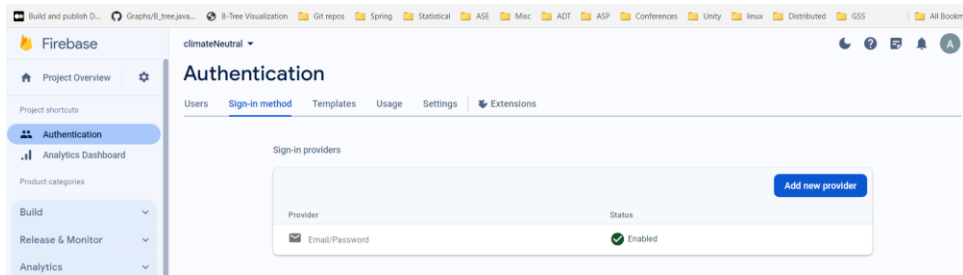 Build and publish D... Graphs/B_tree.java... B-Tree Visualization Git repos Spring Statistical ASE Misc ADT ASP Conferences Unity linux Distributed GSS All Bookm
Firebase
climateNeutral
A
Project Overview
Authentication
Project shortcuts
Users Sign-in method Templates Usage Settings Extensions
Authentication
Analytics Dashboard
Sign-in providers
Product categories
Add new provider
Build
Provider Status
Release & Monitor
Email/Password Enabled
Analytics